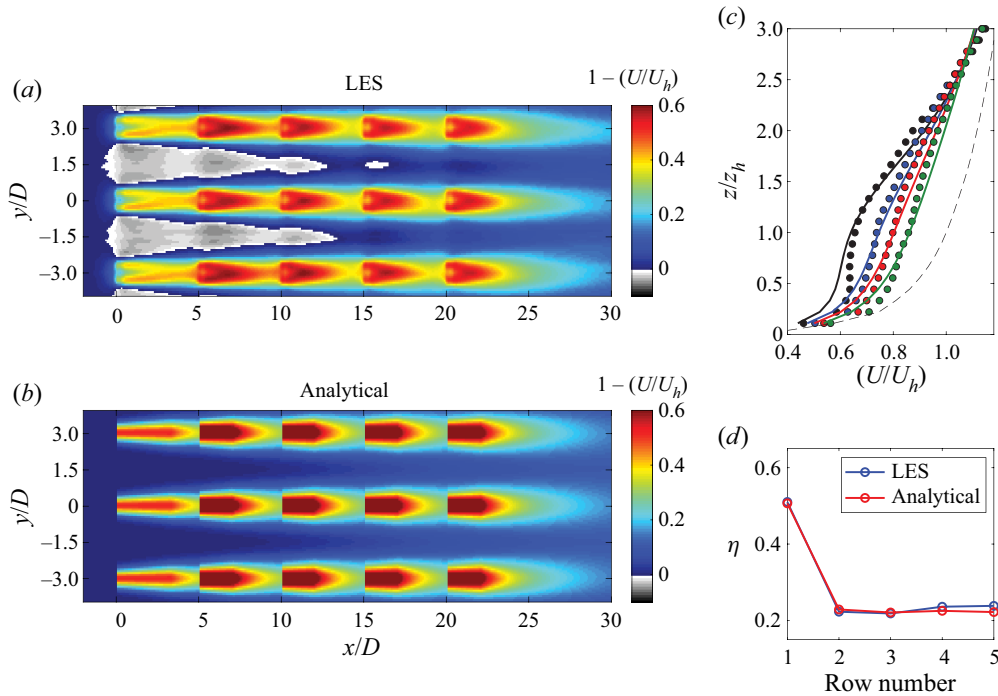 (a)
LES
1 – (U/U_h)
y/D
3.0
1.5
0
–1.5
–3.0
0 5 10 15 20 25 30
0.6
0.4
0.2
0
(b)
Analytical
1 – (U/U_h)
y/D
3.0
1.5
0
–1.5
–3.0
0 5 10 15 20 25 30
x/D
0.6
0.4
0.2
0
(c)
z/z_h
3.0
2.5
2.0
1.5
1.0
0.5
0
0.4 0.6 0.8 1.0
(U/U_h)
(d)
LES
Analytical
η
0.6
0.4
0.2
1 2 3 4 5
Row number